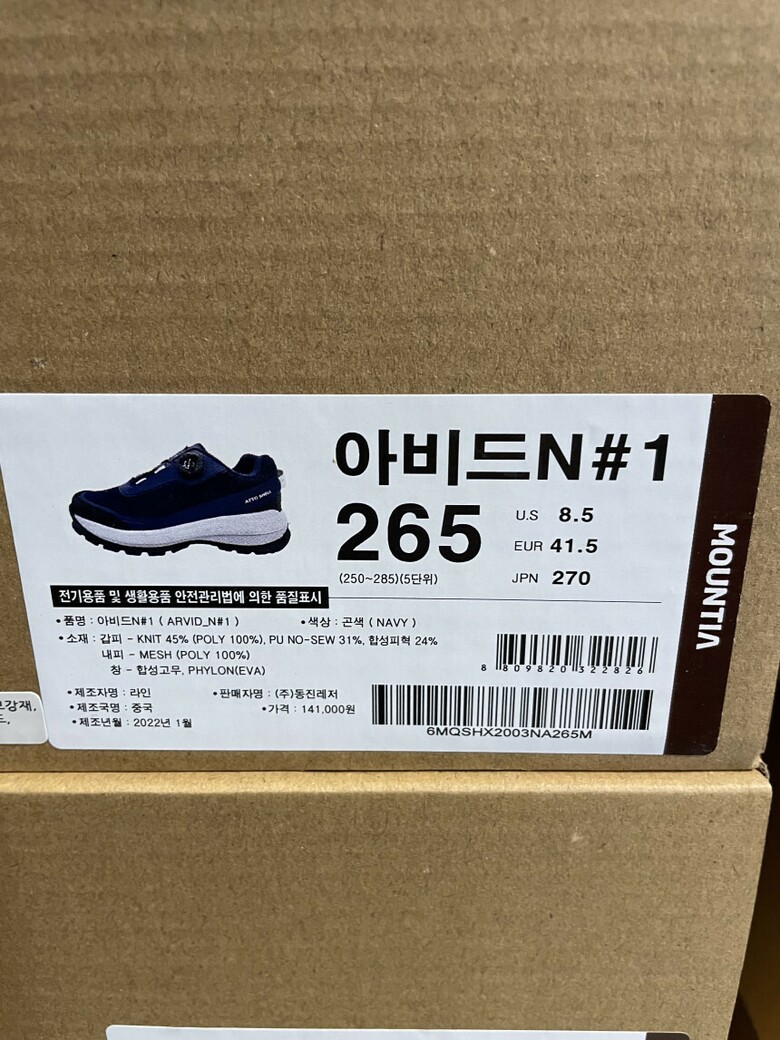 아비드N#1
265
U.S 8.5
EUR 41.5
JPN 270
(250~285)(5단위)
MOUNTIA
전기용품 및 생활용품 안전관리법에 의한 품질표시
• 품명 : 아비드N#1 ( ARVID_N#1 ) • 색상 : 곤색 ( NAVY )
• 소재 : 갑피 - KNIT 45% (POLY 100%), PU NO-SEW 31%, 합성피혁 24%
내피 - MESH (POLY 100%)
창 - 합성고무, PHYLON(EVA)
• 제조자명 : 라인 • 판매자명 : (주)동진레저
• 제조국명 : 중국 • 가격 : 141,000원
• 제조년월 : 2022년 1월
8 809820 322826
6MQSHX2003NA265M
강재,